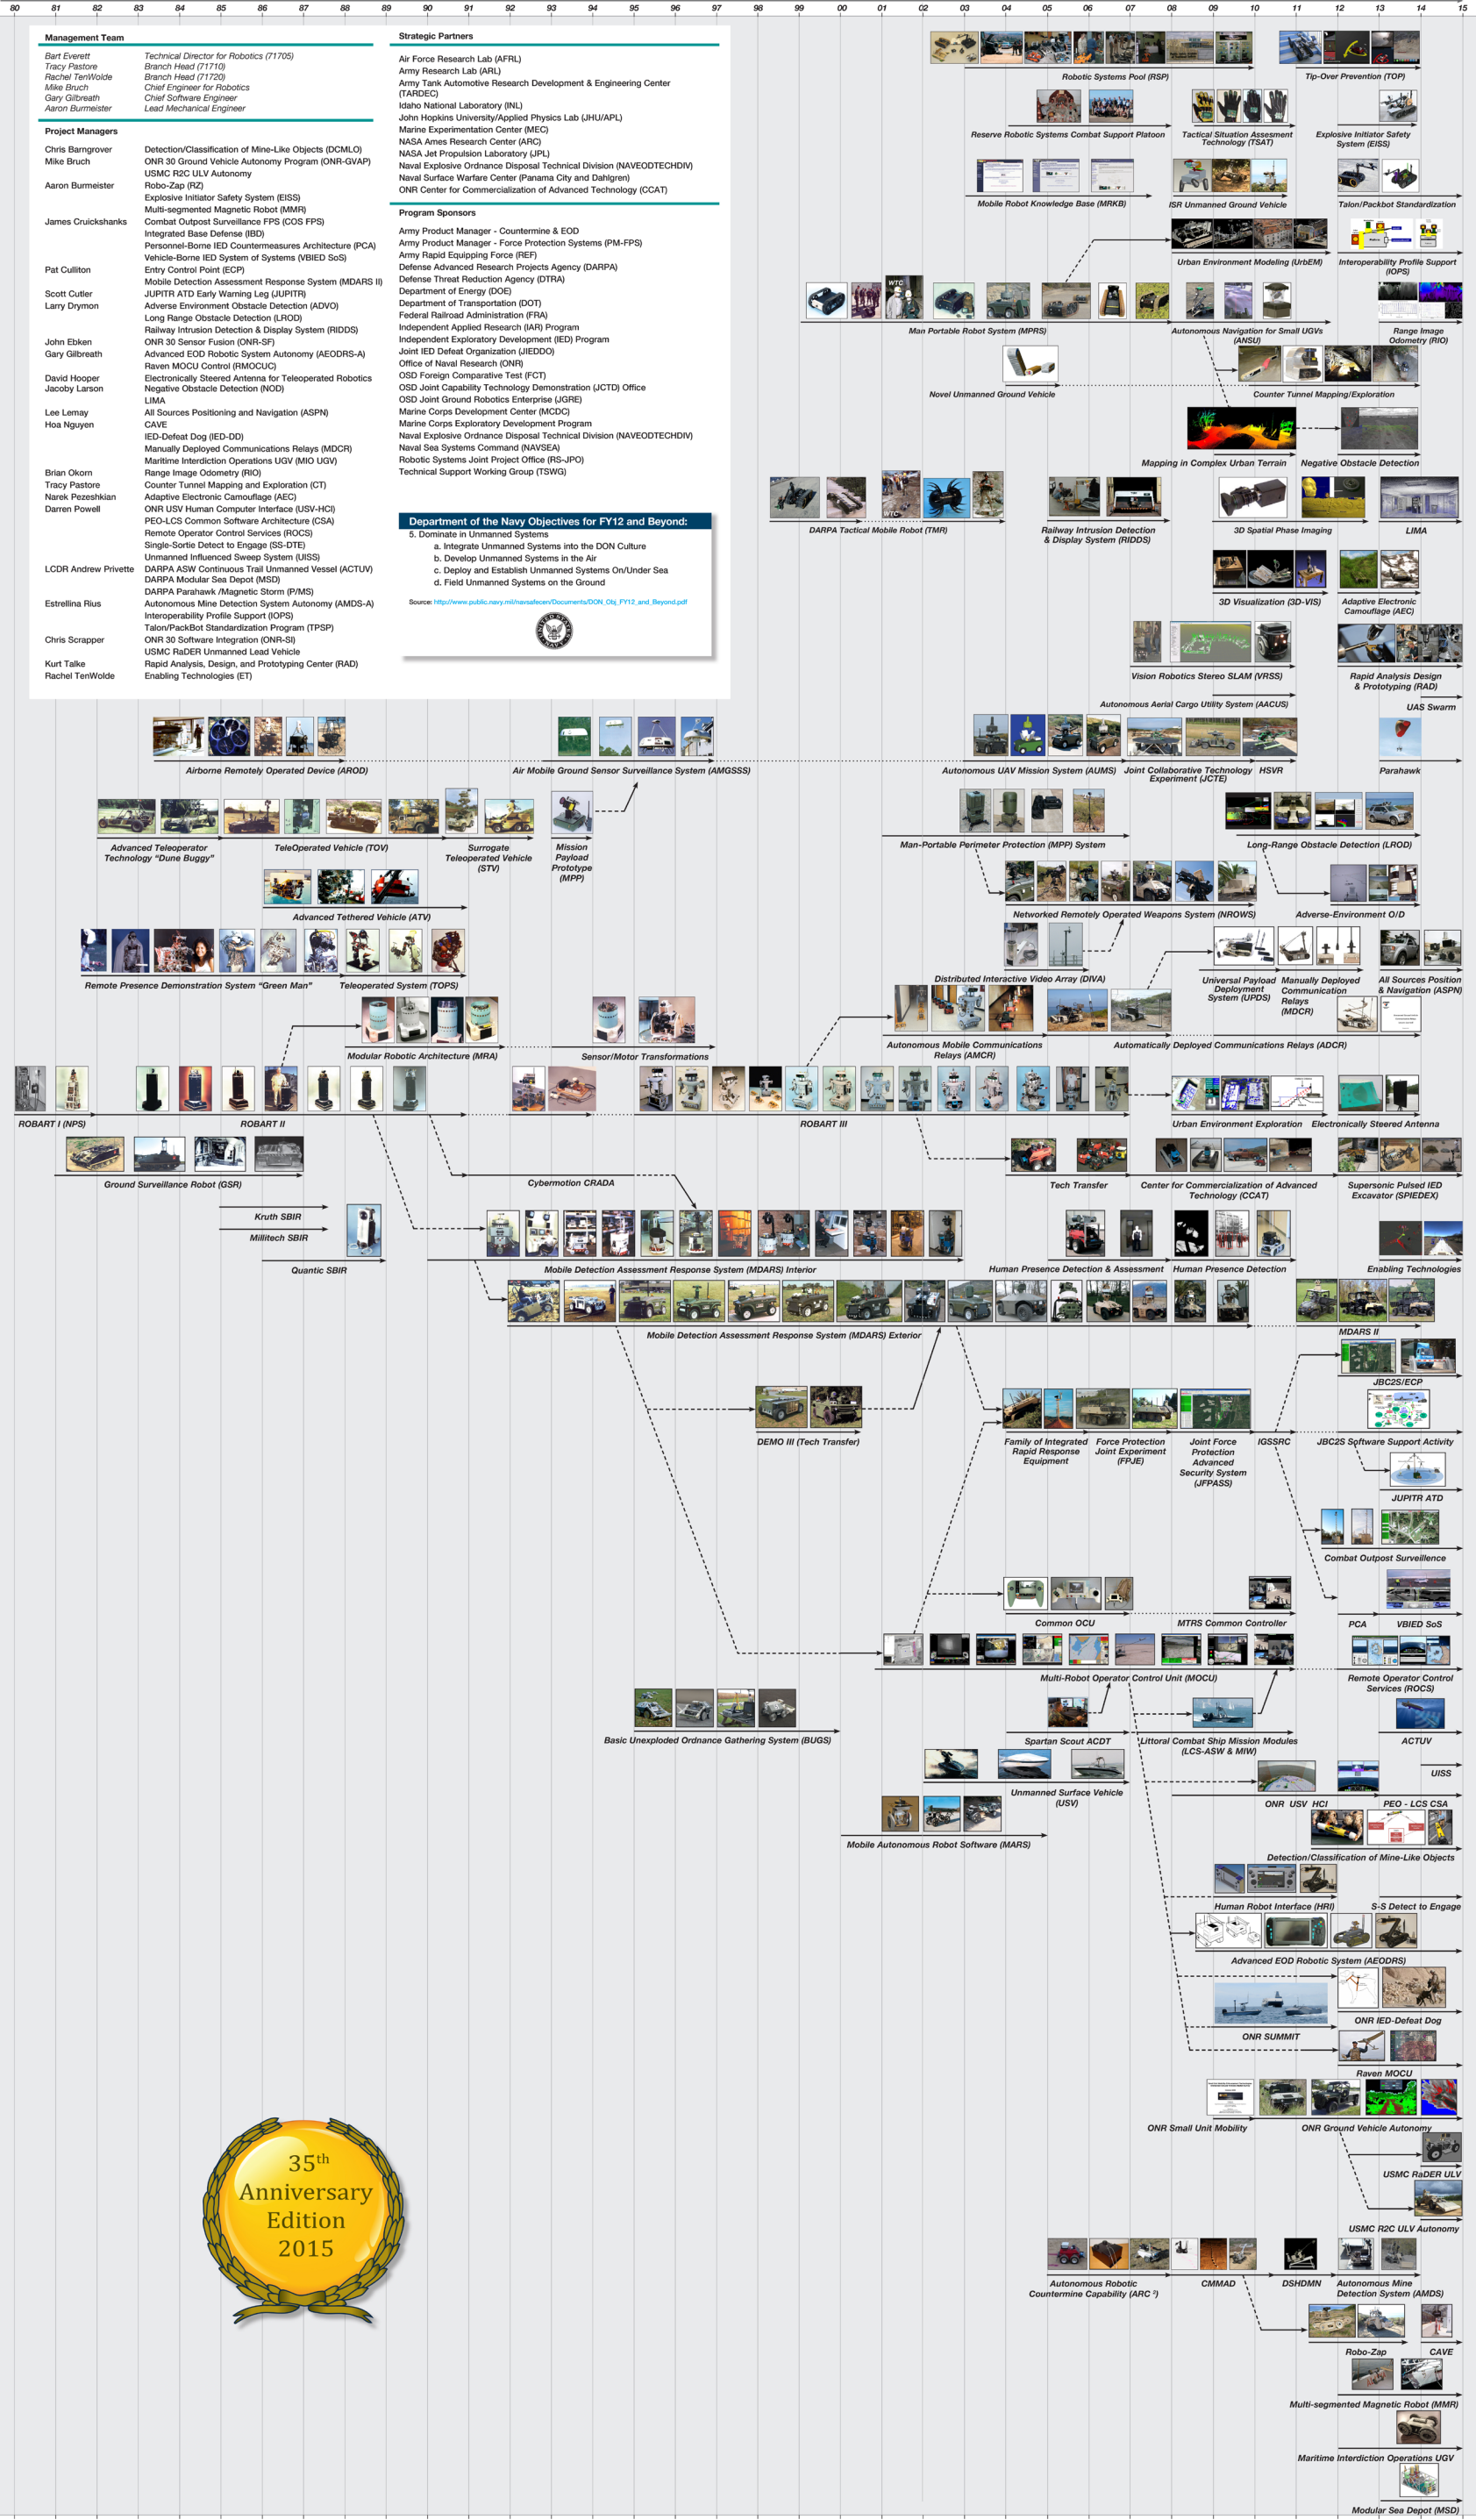 80 81 82 83 84 85 86 87 88 89 90 91 92 93 94 95 96 97 98 99 00 01 02 03 04 05 06 07 08 09 10 11 12 13 14 15
Management Team
Bart Everett Technical Director for Robotics (71705)
Tracy Pastore Branch Head (71710)
Rachel TenWolde Branch Head (71720)
Mike Bruch Chief Engineer for Robotics
Gary Gilbreath Chief Software Engineer
Aaron Burmeister Lead Mechanical Engineer
Project Managers
Chris Barngrover Detection/Classification of Mine-Like Objects (DCMLO)
Mike Bruch ONR 30 Ground Vehicle Autonomy Program (ONR-GVAP)
USMC R2C ULV Autonomy
Aaron Burmeister Robo-Zap (RZ)
Explosive Initiator Safety System (EISS)
Multi-segmented Magnetic Robot (MMR)
James Cruickshanks Combat Outpost Surveillance FPS (COS FPS)
Integrated Base Defense (IBD)
Personnel-Borne IED Countermeasures Architecture (PCA)
Vehicle-Borne IED System of Systems (VBIED SoS)
Pat Culliton Entry Control Point (ECP)
Mobile Detection Assessment Response System (MDARS II)
Scott Cutler JUPITR ATD Early Warning Leg (JUPITR)
Larry Drymon Adverse Environment Obstacle Detection (ADVO)
Long Range Obstacle Detection (LROD)
Railway Intrusion Detection & Display System (RIDDS)
John Ebken ONR 30 Sensor Fusion (ONR-SF)
Gary Gilbreath Advanced EOD Robotic System Autonomy (AEODRS-A)
Raven MOCU Control (RMOCUC)
David Hooper Electronically Steered Antenna for Teleoperated Robotics
Jacoby Larson Negative Obstacle Detection (NOD)
LIMA
Lee Lemay All Sources Positioning and Navigation (ASPN)
Hoa Nguyen CAVE
IED-Defeat Dog (IED-DD)
Manually Deployed Communications Relays (MDCR)
Maritime Interdiction Operations UGV (MIO UGV)
Brian Okorn Range Image Odometry (RIO)
Tracy Pastore Counter Tunnel Mapping and Exploration (CT)
Narek Pezeshkian Adaptive Electronic Camouflage (AEC)
Darren Powell ONR USV Human Computer Interface (USV-HCI)
PEO-LCS Common Software Architecture (CSA)
Remote Operator Control Services (ROCS)
Single-Sortie Detect to Engage (SS-DTE)
Unmanned Influenced Sweep System (UISS)
LCDR Andrew Privette DARPA ASW Continuous Trail Unmanned Vessel (ACTUV)
DARPA Modular Sea Depot (MSD)
DARPA Parahawk /Magnetic Storm (P/MS)
Estrellina Rius Autonomous Mine Detection System Autonomy (AMDS-A)
Interoperability Profile Support (IOPS)
Talon/PackBot Standardization Program (TPSP)
Chris Scrapper ONR 30 Software Integration (ONR-SI)
USMC RaDER Unmanned Lead Vehicle
Kurt Talke Rapid Analysis, Design, and Prototyping Center (RAD)
Rachel TenWolde Enabling Technologies (ET)
Strategic Partners
Air Force Research Lab (AFRL)
Army Research Lab (ARL)
Army Tank Automotive Research Development & Engineering Center
(TARDEC)
Idaho National Laboratory (INL)
John Hopkins University/Applied Physics Lab (JHU/APL)
Marine Experimentation Center (MEC)
NASA Ames Research Center (ARC)
NASA Jet Propulsion Laboratory (JPL)
Naval Explosive Ordnance Disposal Technical Division (NAVEODTECHDIV)
Naval Surface Warfare Center (Panama City and Dahlgren)
ONR Center for Commercialization of Advanced Technology (CCAT)
Program Sponsors
Army Product Manager - Countermine & EOD
Army Product Manager - Force Protection Systems (PM-FPS)
Army Rapid Equipping Force (REF)
Defense Advanced Research Projects Agency (DARPA)
Defense Threat Reduction Agency (DTRA)
Department of Energy (DOE)
Department of Transportation (DOT)
Federal Railroad Administration (FRA)
Independent Applied Research (IAR) Program
Independent Exploratory Development (IED) Program
Joint IED Defeat Organization (JIEDDO)
Office of Naval Research (ONR)
OSD Foreign Comparative Test (FCT)
OSD Joint Capability Technology Demonstration (JCTD) Office
OSD Joint Ground Robotics Enterprise (JGRE)
Marine Corps Development Center (MCDC)
Marine Corps Exploratory Development Program
Naval Explosive Ordnance Disposal Technical Division (NAVEODTECHDIV)
Naval Sea Systems Command (NAVSEA)
Robotic Systems Joint Project Office (RS-JPO)
Technical Support Working Group (TSWG)
Department of the Navy Objectives for FY12 and Beyond:
5. Dominate in Unmanned Systems
a. Integrate Unmanned Systems into the DON Culture
b. Develop Unmanned Systems in the Air
c. Deploy and Establish Unmanned Systems On/Under Sea
d. Field Unmanned Systems on the Ground
Source: http://www.public.navy.mil/navsafecen/Documents/DON_Obj_FY12_and_Beyond.pdf
UNITED STATES
NAVY
Robotic Systems Pool (RSP)
Tip-Over Prevention (TOP)
Reserve Robotic Systems Combat Support Platoon
Tactical Situation Assesment
Technology (TSAT)
Explosive Initiator Safety
System (EISS)
Mobile Robot Knowledge Base (MRKB)
ISR Unmanned Ground Vehicle
Talon/Packbot Standardization
Urban Environment Modeling (UrbEM)
Interoperability Profile Support
(IOPS)
WTC
Man Portable Robot System (MPRS)
Autonomous Navigation for Small UGVs
(ANSU)
Range Image
Odometry (RIO)
Novel Unmanned Ground Vehicle
Counter Tunnel Mapping/Exploration
Mapping in Complex Urban Terrain
Negative Obstacle Detection
WTC
DARPA Tactical Mobile Robot (TMR)
Railway Intrusion Detection
& Display System (RIDDS)
3D Spatial Phase Imaging
LIMA
3D Visualization (3D-VIS)
Adaptive Electronic
Camouflage (AEC)
Vision Robotics Stereo SLAM (VRSS)
Rapid Analysis Design
& Prototyping (RAD)
Autonomous Aerial Cargo Utility System (AACUS)
UAS Swarm
Airborne Remotely Operated Device (AROD)
Air Mobile Ground Sensor Surveillance System (AMGSSS)
Autonomous UAV Mission System (AUMS)
Joint Collaborative Technology
Experiment (JCTE)
HSVR
Parahawk
Advanced Teleoperator
Technology “Dune Buggy”
TeleOperated Vehicle (TOV)
Surrogate
Teleoperated Vehicle
(STV)
Mission
Payload
Prototype
(MPP)
Man-Portable Perimeter Protection (MPP) System
Long-Range Obstacle Detection (LROD)
Advanced Tethered Vehicle (ATV)
Networked Remotely Operated Weapons System (NROWS)
Adverse-Environment O/D
Remote Presence Demonstration System “Green Man”
Teleoperated System (TOPS)
Distributed Interactive Video Array (DIVA)
Universal Payload
Deployment
System (UPDS)
Manually Deployed
Communication
Relays
(MDCR)
All Sources Position
& Navigation (ASPN)
Modular Robotic Architecture (MRA)
Sensor/Motor Transformations
Autonomous Mobile Communications
Relays (AMCR)
Automatically Deployed Communications Relays (ADCR)
ROBART I (NPS)
ROBART II
ROBART III
Urban Environment Exploration
Electronically Steered Antenna
Ground Surveillance Robot (GSR)
Cybermotion CRADA
Tech Transfer
Center for Commercialization of Advanced
Technology (CCAT)
Supersonic Pulsed IED
Excavator (SPIEDEX)
Kruth SBIR
Millitech SBIR
Quantic SBIR
Mobile Detection Assessment Response System (MDARS) Interior
Human Presence Detection & Assessment
Human Presence Detection
Enabling Technologies
Mobile Detection Assessment Response System (MDARS) Exterior
MDARS II
JBC2S/ECP
DEMO III (Tech Transfer)
Family of Integrated
Rapid Response
Equipment
Force Protection
Joint Experiment
(FPJE)
Joint Force
Protection
Advanced
Security System
(JFPASS)
IGSSRC
JBC2S Software Support Activity
JUPITR ATD
Combat Outpost Surveillence
Common OCU
MTRS Common Controller
PCA
VBIED SoS
Multi-Robot Operator Control Unit (MOCU)
Remote Operator Control
Services (ROCS)
Basic Unexploded Ordnance Gathering System (BUGS)
Spartan Scout ACDT
Littoral Combat Ship Mission Modules
(LCS-ASW & MIW)
ACTUV
UISS
Unmanned Surface Vehicle
(USV)
ONR USV HCI
PEO - LCS CSA
Mobile Autonomous Robot Software (MARS)
Detection/Classification of Mine-Like Objects
Human Robot Interface (HRI)
S-S Detect to Engage
Advanced EOD Robotic System (AEODRS)
ONR IED-Defeat Dog
ONR SUMMIT
Raven MOCU
ONR Small Unit Mobility
ONR Ground Vehicle Autonomy
USMC RaDER ULV
USMC R2C ULV Autonomy
35th
Anniversary
Edition
2015
Autonomous Robotic
Countermine Capability (ARC 2)
CMMAD
DSHDMN
Autonomous Mine
Detection System (AMDS)
Robo-Zap
CAVE
Multi-segmented Magnetic Robot (MMR)
Maritime Interdiction Operations UGV
Modular Sea Depot (MSD)